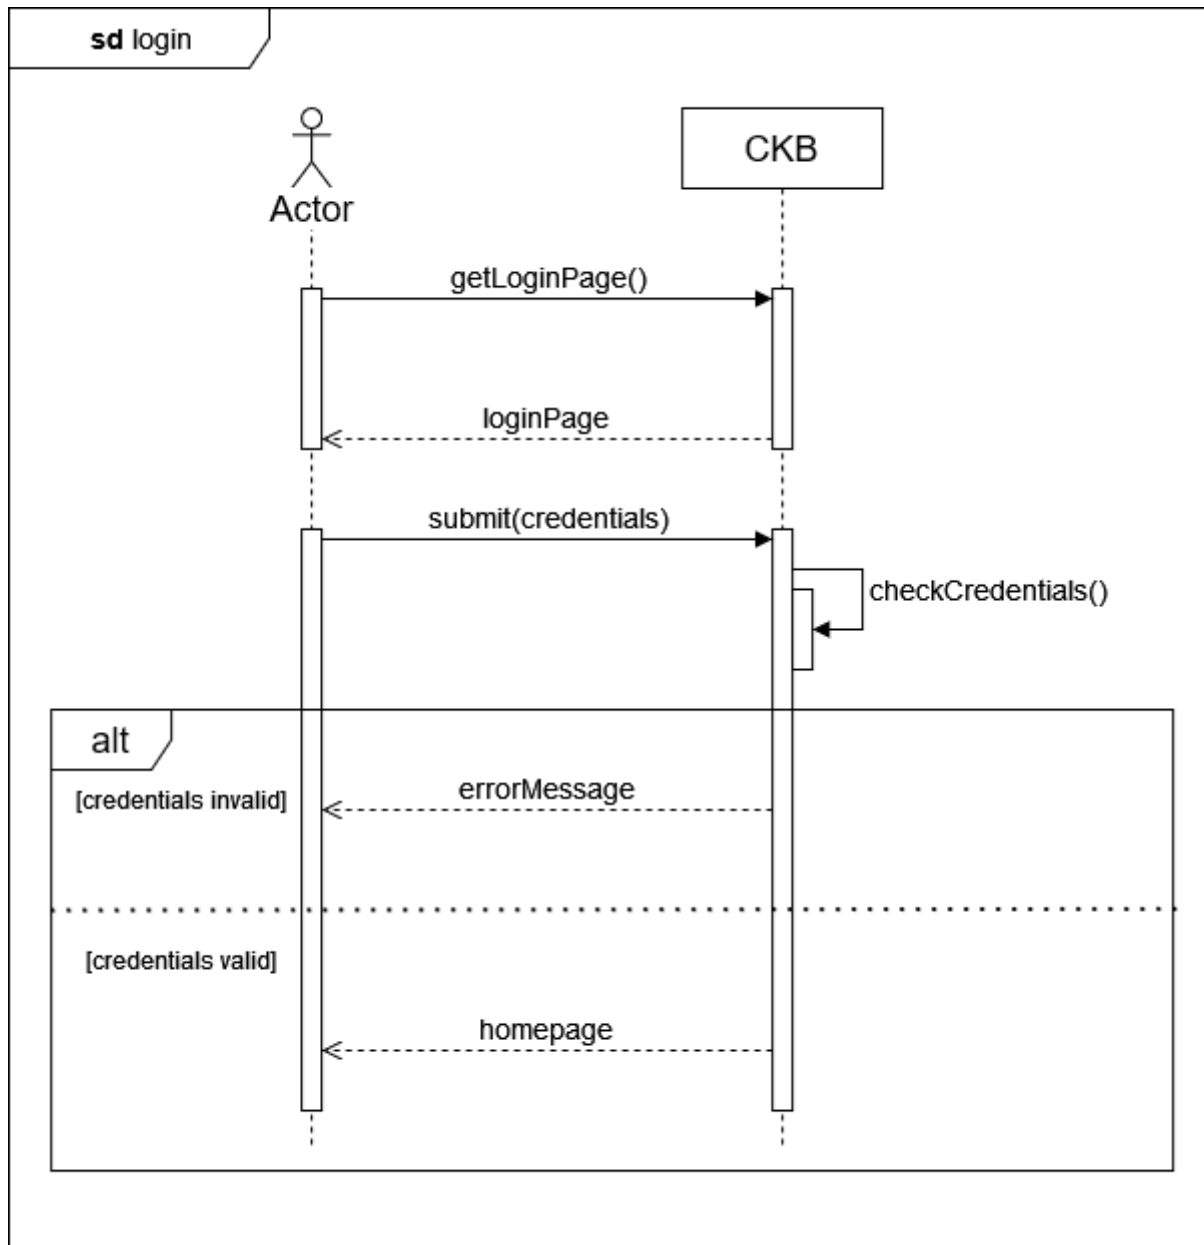 sd login
Actor
CKB
getLoginPage()
loginPage
submit(credentials)
checkCredentials()
alt
[credentials invalid]
errorMessage
[credentials valid]
homepage